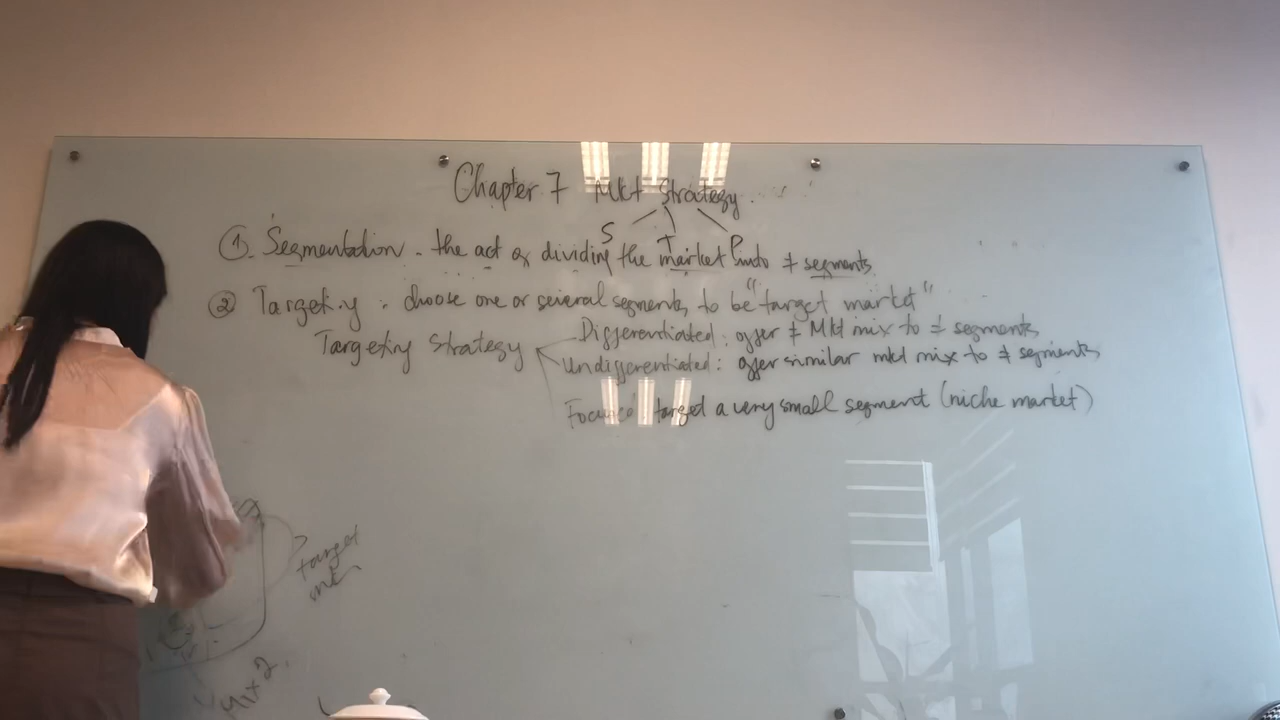 Chapter 7 Mkt Strategy
S T P
①. Segmentation - the act of dividing the market into ≠ segments
② Targeting : choose one or several segments to be "target market"
Targeting Strategy
Differentiated : offer ≠ Mkt mix to ≠ segments
Undifferentiated : offer similar mkt mix to ≠ segments
Focused target a very small segment (niche market)
target
mix 2